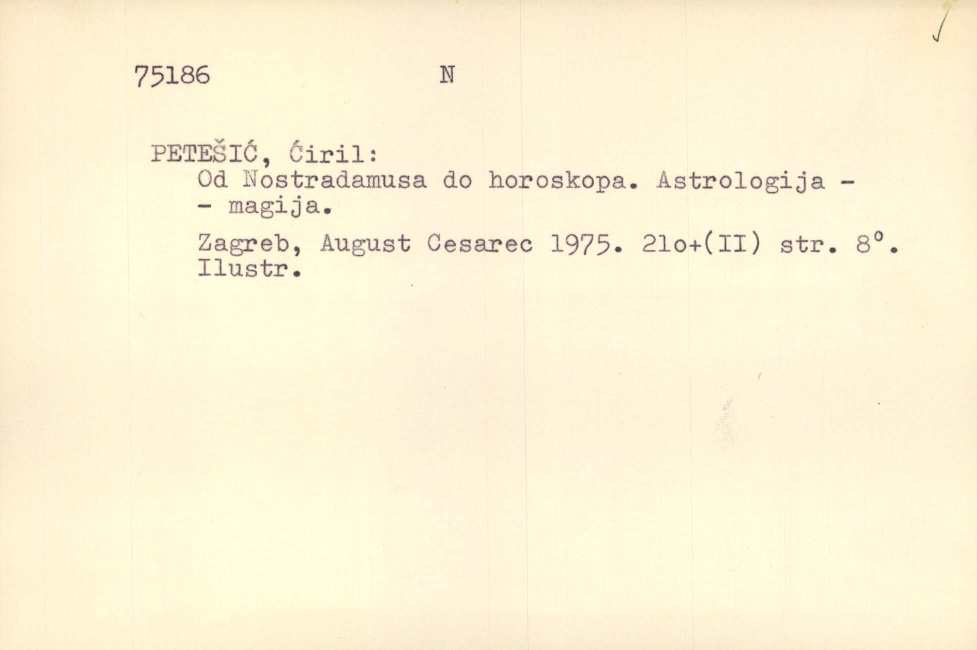 75186 N
PETEŠIĆ, Ćiril:
Od Nostradamusa do horoskopa. Astrologija -
- magija.
Zagreb, August Cesarec 1975. 21o+(II) str. 8°.
Ilustr.